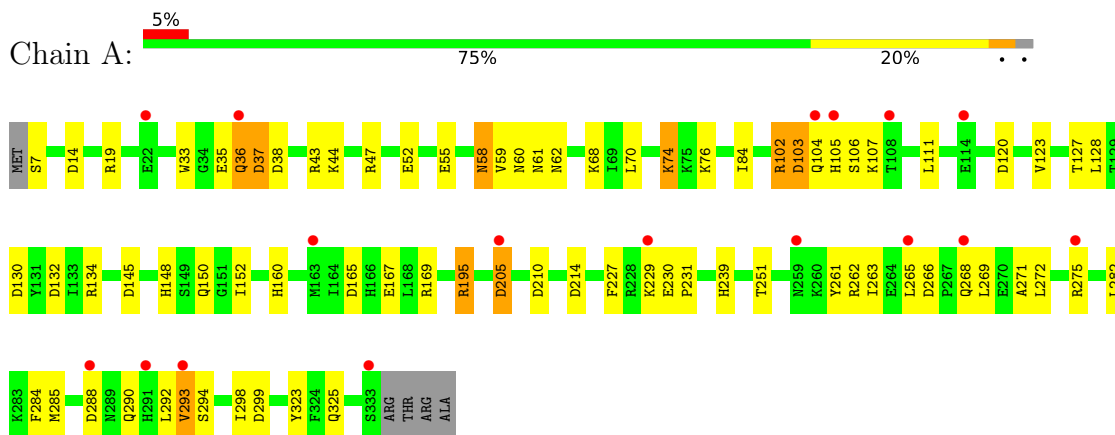 5%
Chain A:
75% 20% • •
MET S7 D14 R19 E22 W33 G34 E35 Q36 D37 D38 R43 K44 R47 E52 E55 N58 V59 N60 N61 N62 K68 I69 L70 K74 K75 K76 I84 R102 D103 Q104 H105 S106 K107 T108 L111 E114 D120 V123 T127 L128 T129
D130 Y131 D132 I133 R134 D145 H148 S149 Q150 G151 I152 H160 M163 I164 D165 H166 E167 L168 R169 R195 D205 D210 D214 F227 R228 K229 E230 P231 H239 T251 N259 K260 Y261 R262 I263 E264 L265 D266 P267 Q268 L269 E270 A271 L272 R275 L282
K283 F284 M285 D288 N289 Q290 H291 L292 V293 S294 I298 D299 Y323 F324 Q325 S333 ARG THR ARG ALA